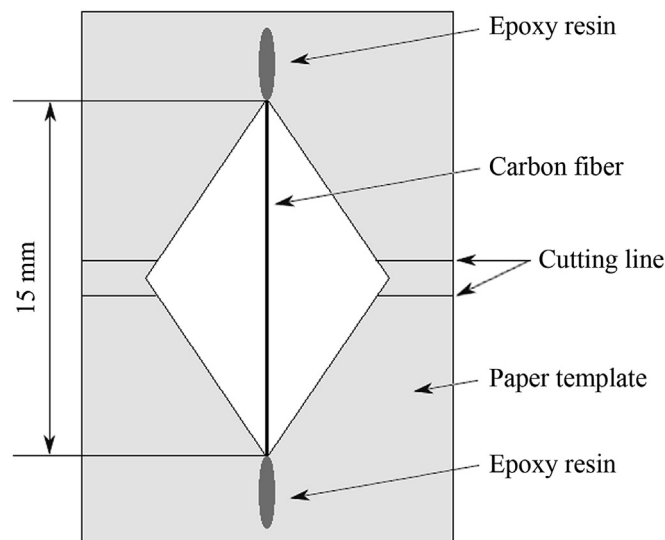 Epoxy resin
Carbon fiber
15 mm
Cutting line
Paper template
Epoxy resin